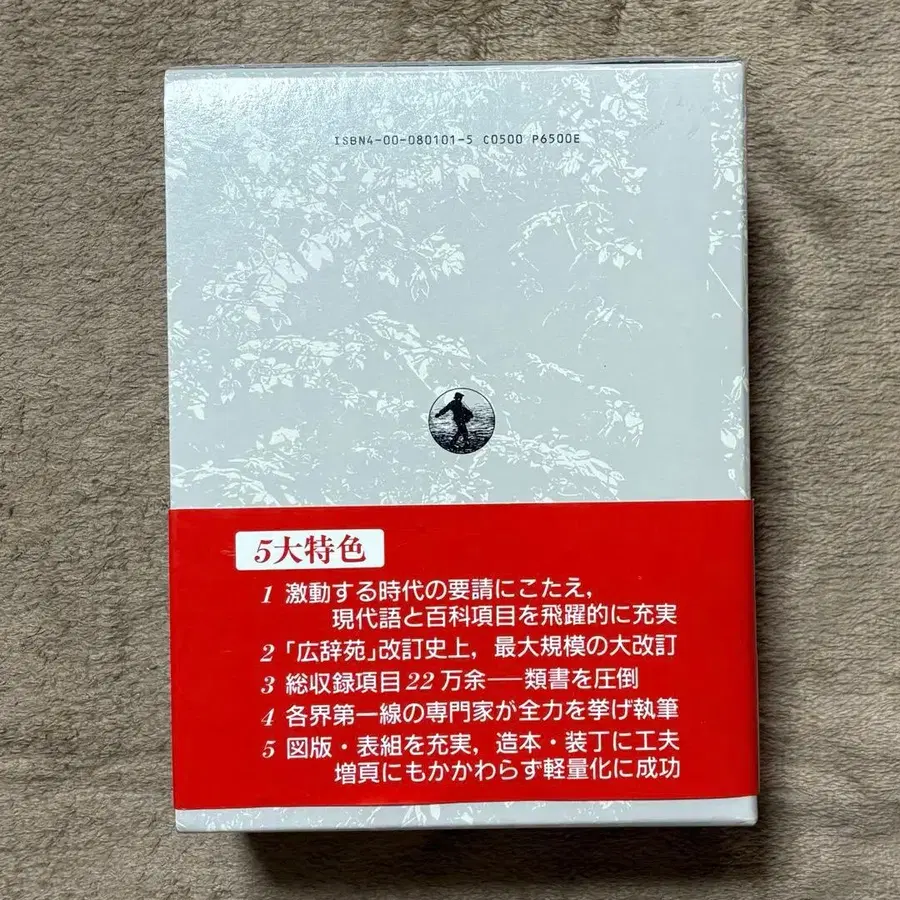 ISBN4-00-080101-5 C0500 P6500E
5大特色
1 激動する時代の要請にこたえ,
現代語と百科項目を飛躍的に充実
2 「広辞苑」改訂史上, 最大規模の大改訂
3 総収録項目22万余──類書を圧倒
4 各界第一線の専門家が全力を挙げ執筆
5 図版・表組を充実, 造本・装丁に工夫
増頁にもかかわらず軽量化に成功